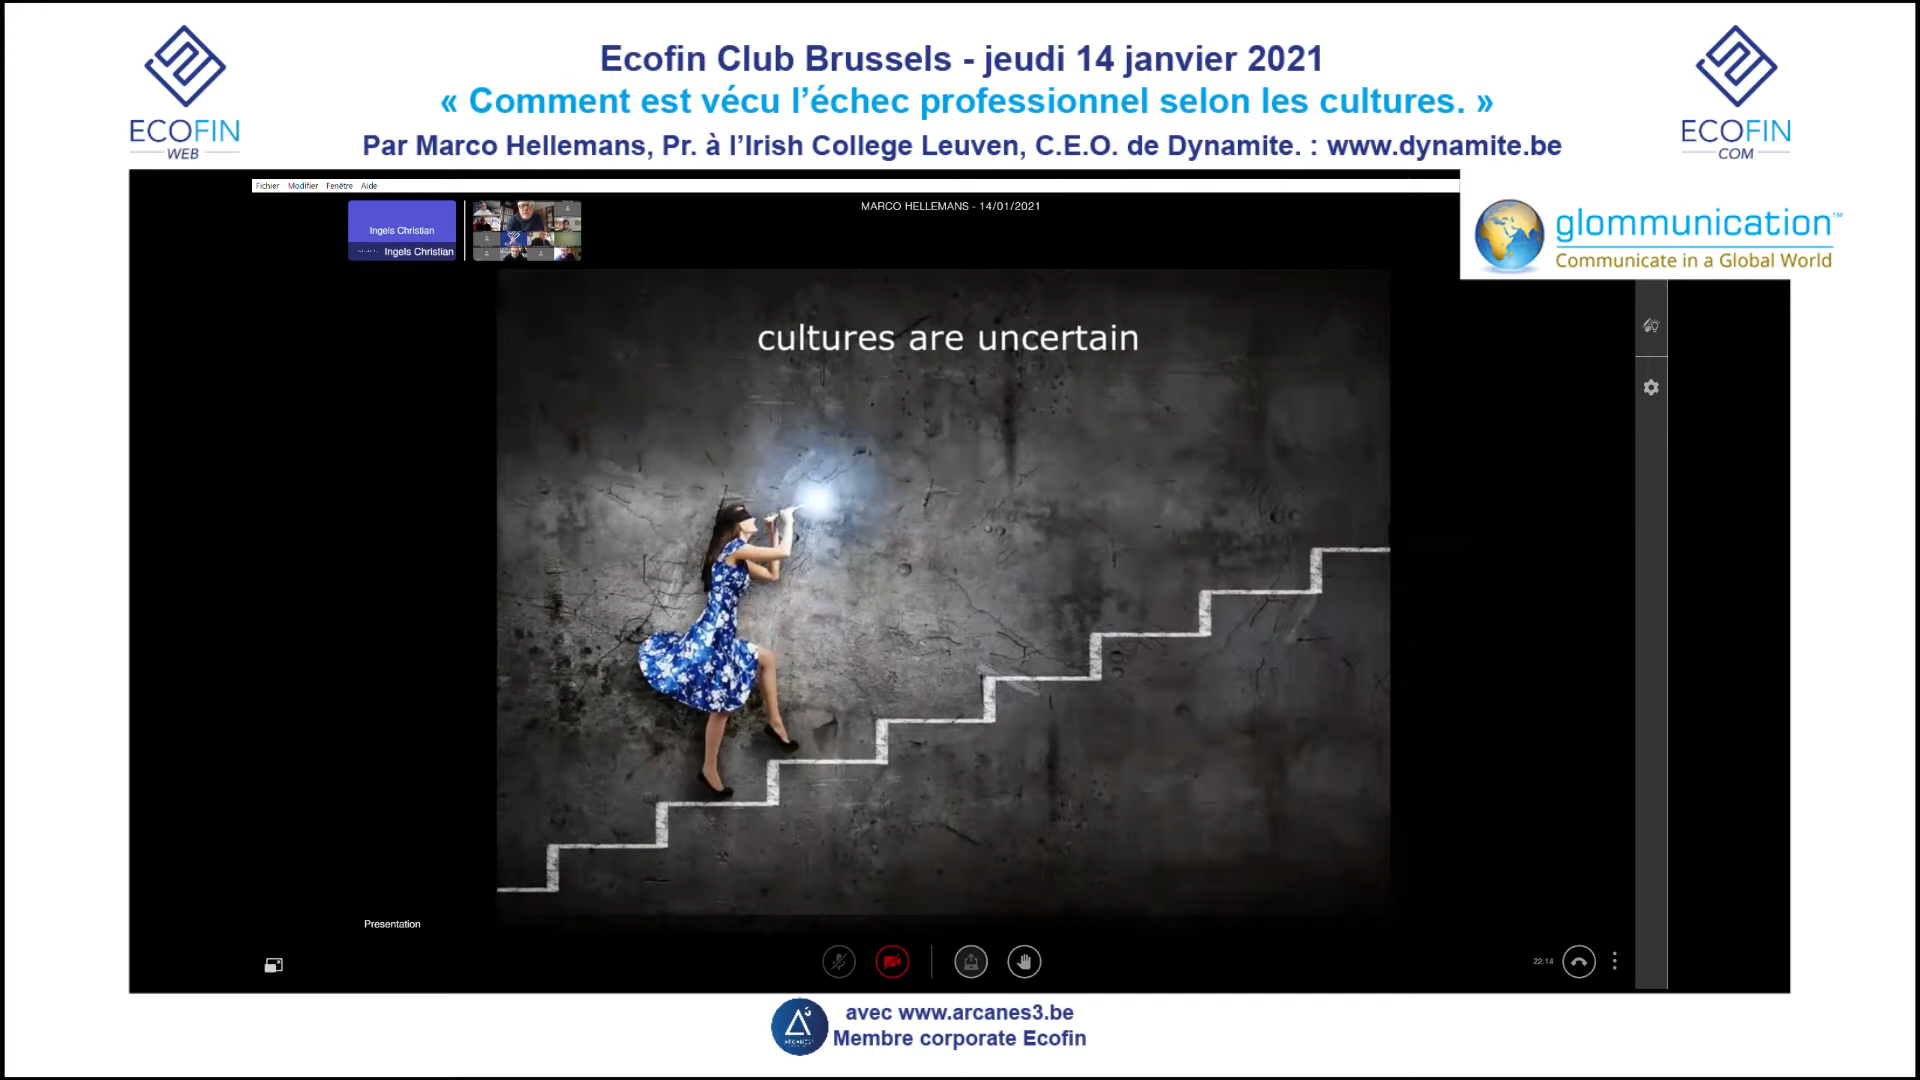 Ecofin Club Brussels - jeudi 14 janvier 2021
« Comment est vécu l’échec professionnel selon les cultures. »
Par Marco Hellemans, Pr. à l’Irish College Leuven, C.E.O. de Dynamite. : www.dynamite.be
ECOFIN
WEB
ECOFIN
COM
Fichier Modifier Fenêtre Aide
MARCO HELLEMANS - 14/01/2021
Ingels Christian
Ingels Christian
glommunication™
Communicate in a Global World
cultures are uncertain
Presentation
22:14
ARCANES³
avec www.arcanes3.be
Membre corporate Ecofin